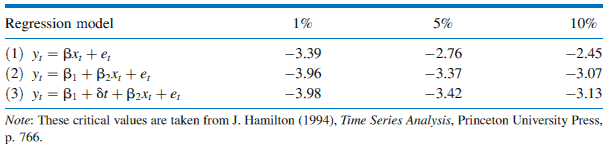 Regression model 1% 5% 10%
(1) yₜ = βxₜ + eₜ −3.39 −2.76 −2.45
(2) yₜ = β₁ + β₂xₜ + eₜ −3.96 −3.37 −3.07
(3) yₜ = β₁ + δt + β₂xₜ + eₜ −3.98 −3.42 −3.13
Note: These critical values are taken from J. Hamilton (1994), Time Series Analysis, Princeton University Press,
p. 766.